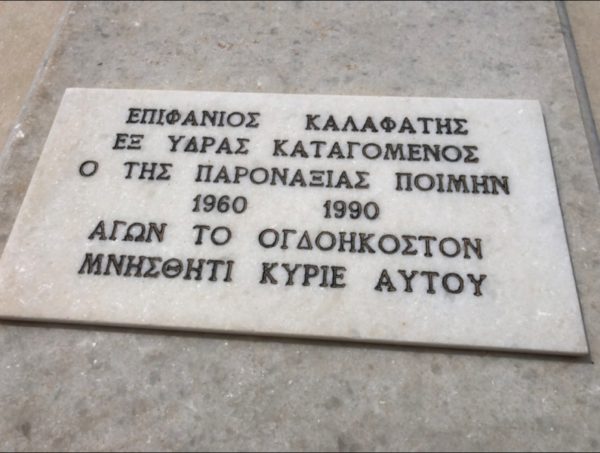 ΕΠΙΦΑΝΙΟΣ ΚΑΛΑΦΑΤΗΣ
ΕΞ ΥΔΡΑΣ ΚΑΤΑΓΟΜΕΝΟΣ
Ο ΤΗΣ ΠΑΡΟΝΑΞΙΑΣ ΠΟΙΜΗΝ
1960 1990
ΑΓΩΝ ΤΟ ΟΓΔΟΗΚΟΣΤΟΝ
ΜΝΗΣΘΗΤΙ ΚΥΡΙΕ ΑΥΤΟΥ